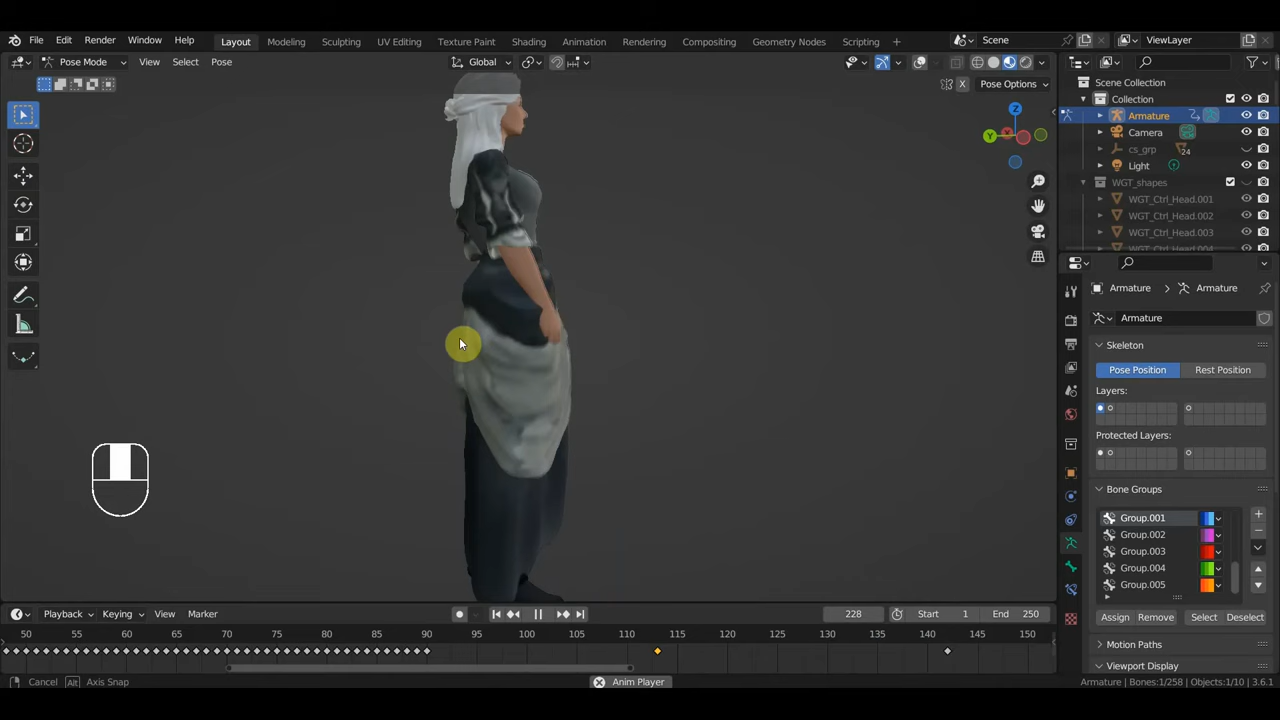 File Edit Render Window Help Layout Modeling Sculpting UV Editing Texture Paint Shading Animation Rendering Compositing Geometry Nodes Scripting + Scene ViewLayer
Pose Mode View Select Pose Global
X Pose Options
Scene Collection
Collection
Armature
Camera
cs_grp 24
Light
WGT_shapes
WGT_Ctrl_Head.001
WGT_Ctrl_Head.002
WGT_Ctrl_Head.003
WGT_Ctrl_Head.004
Z
Y
Armature > Armature
Armature
Skeleton
Pose Position Rest Position
Layers:
Protected Layers:
Bone Groups
Group.001
Group.002
Group.003
Group.004
Group.005
Assign Remove Select Deselect
Motion Paths
Viewport Display
Playback Keying View Marker 228 Start 1 End 250
50 55 60 65 70 75 80 85 90 95 100 105 110 115 120 125 130 135 140 145 150
Cancel Alt Axis Snap Anim Player Armature | Bones:1/258 | Objects:1/10 | 3.6.1